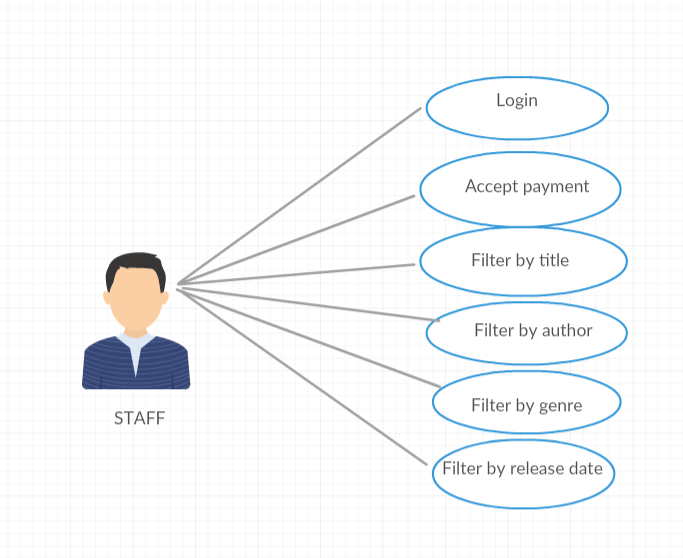 Login
Accept payment
Filter by title
Filter by author
Filter by genre
Filter by release date
STAFF